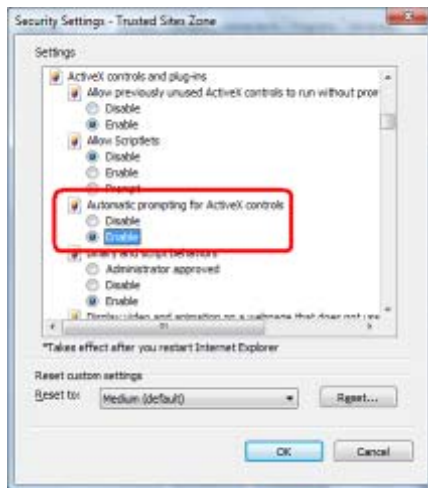 Security Settings - Trusted Sites Zone
Settings
ActiveX controls and plug-ins
Allow previously unused ActiveX controls to run without pror
Disable
Enable
Allow Scriptlets
Disable
Enable
Prompt
Automatic prompting for ActiveX controls
Disable
Enable
Binary and script behaviors
Administrator approved
Disable
Enable
Display video and animation on a webpage that does not use
*Takes effect after you restart Internet Explorer
Reset custom settings
Reset to:
Medium (default)
Reset...
OK
Cancel